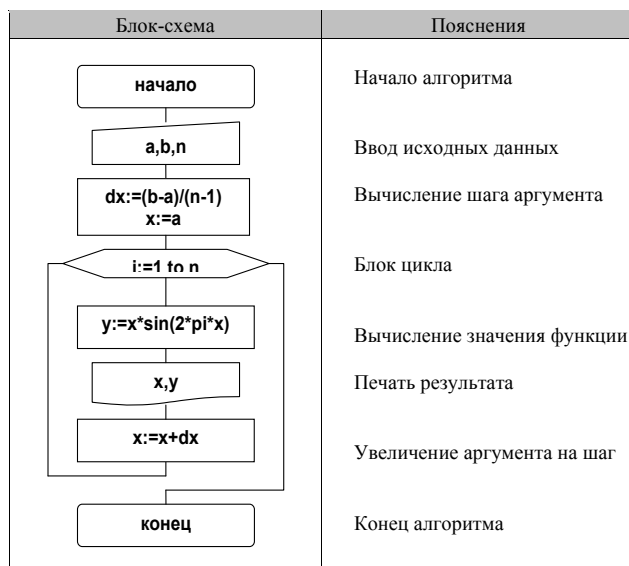 Блок-схема Пояснения
начало Начало алгоритма
a,b,n Ввод исходных данных
dx:=(b-a)/(n-1) Вычисление шага аргумента
x:=a
i:=1 to n Блок цикла
y:=x*sin(2*pi*x) Вычисление значения функции
x,y Печать результата
x:=x+dx Увеличение аргумента на шаг
конец Конец алгоритма